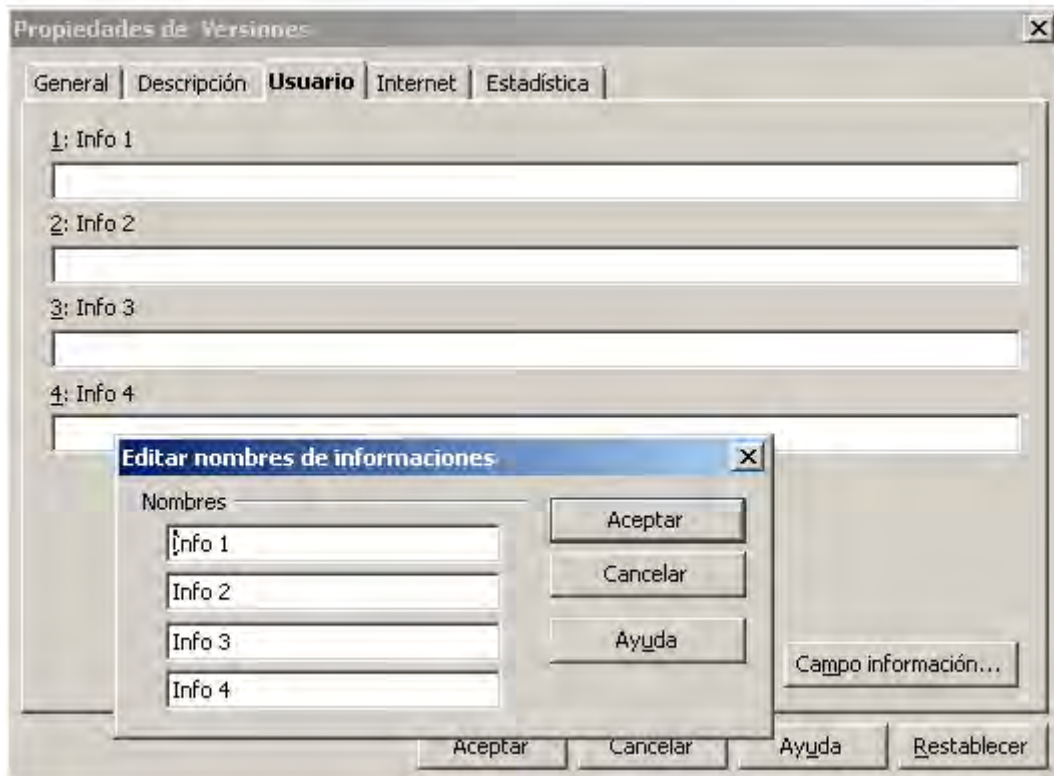 Propiedades de Versiones
General Descripción Usuario Internet Estadística
1: Info 1
2: Info 2
3: Info 3
4: Info 4
Editar nombres de informaciones
Nombres
Info 1
Info 2
Info 3
Info 4
Aceptar
Cancelar
Ayuda
Campo información...
Aceptar Cancelar Ayuda Restablecer